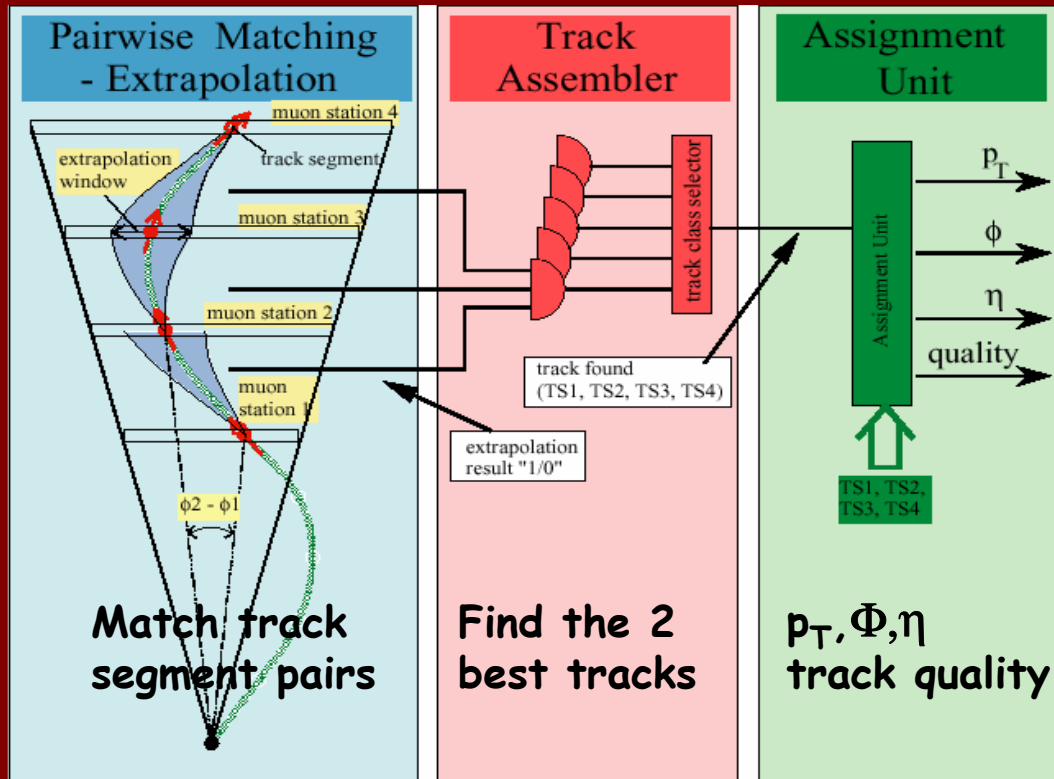 Pairwise Matching
- Extrapolation
muon station 4
track segment
extrapolation
window
muon station 3
muon station 2
muon
station 1
ϕ2 - ϕ1
Match track
segment pairs
Track
Assembler
track class selector
track found
(TS1, TS2, TS3, TS4)
extrapolation
result "1/0"
Find the 2
best tracks
Assignment
Unit
Assignment Unit
pT
ϕ
η
quality
TS1, TS2,
TS3, TS4
pT,Φ,η
track quality